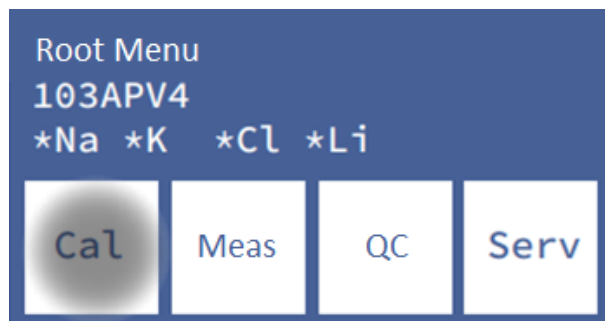 Root Menu
103APV4
*Na *K *Cl *Li
Cal Meas QC Serv